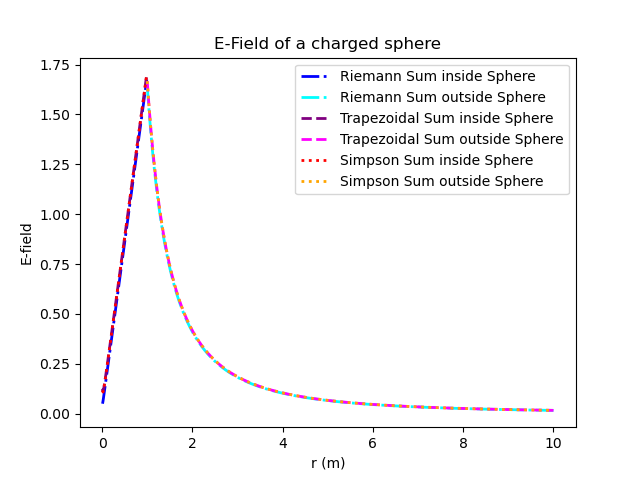 E-Field of a charged sphere
Riemann Sum inside Sphere
Riemann Sum outside Sphere
Trapezoidal Sum inside Sphere
Trapezoidal Sum outside Sphere
Simpson Sum inside Sphere
Simpson Sum outside Sphere
E-field
1.75
1.50
1.25
1.00
0.75
0.50
0.25
0.00
0 2 4 6 8 10
r (m)